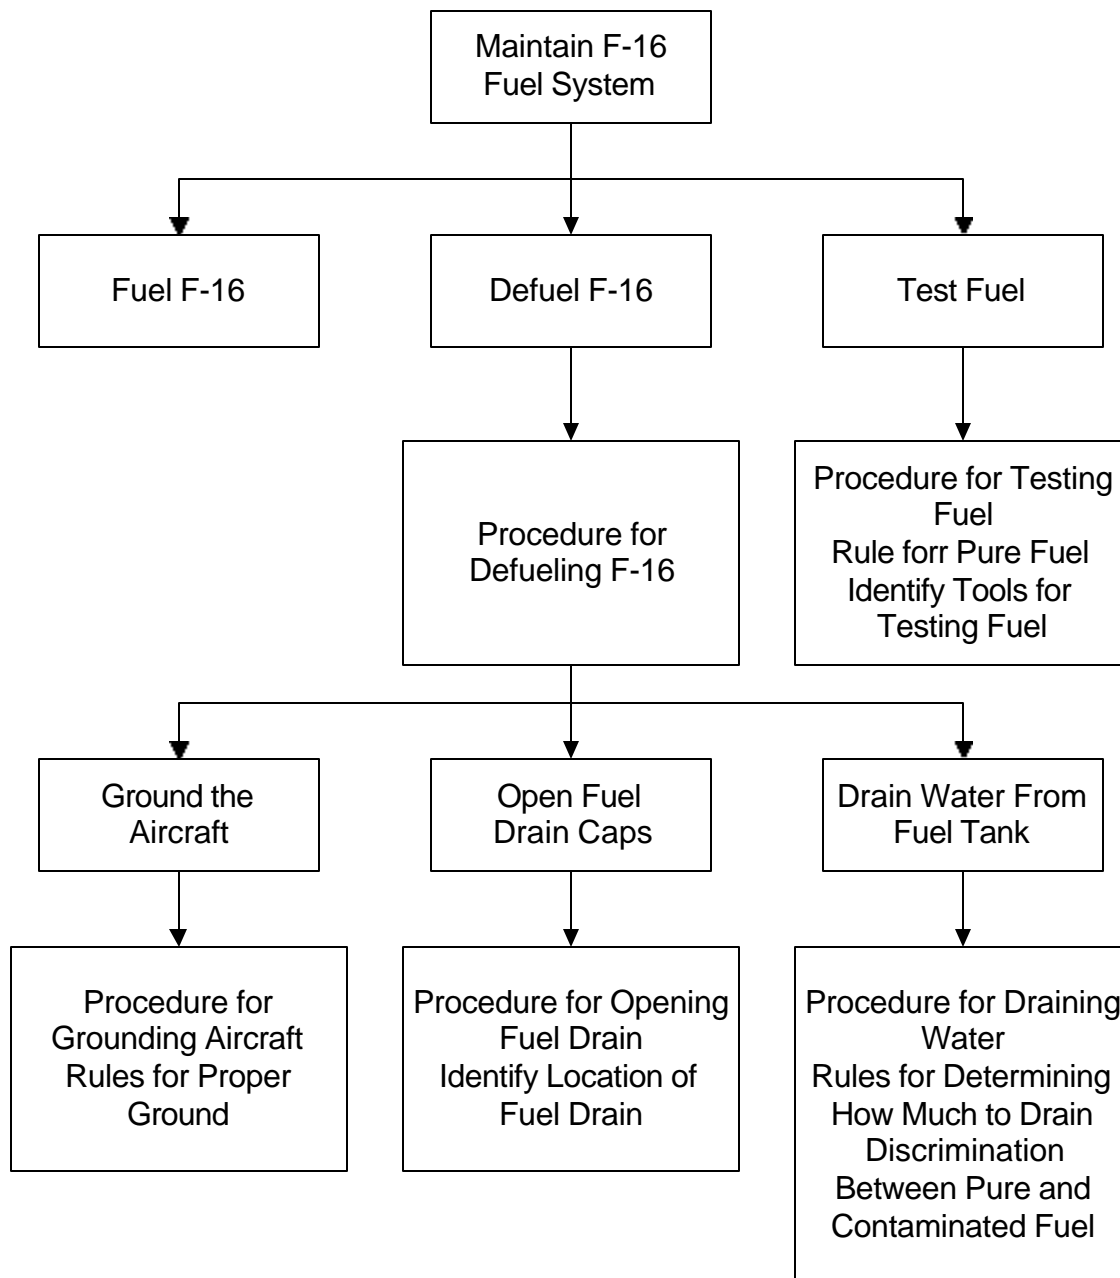 Maintain F-16
Fuel System
Fuel F-16
Defuel F-16
Test Fuel
Procedure for
Defueling F-16
Procedure for Testing
Fuel
Rule forr Pure Fuel
Identify Tools for
Testing Fuel
Ground the
Aircraft
Open Fuel
Drain Caps
Drain Water From
Fuel Tank
Procedure for
Grounding Aircraft
Rules for Proper
Ground
Procedure for Opening
Fuel Drain
Identify Location of
Fuel Drain
Procedure for Draining
Water
Rules for Determining
How Much to Drain
Discrimination
Between Pure and
Contaminated Fuel